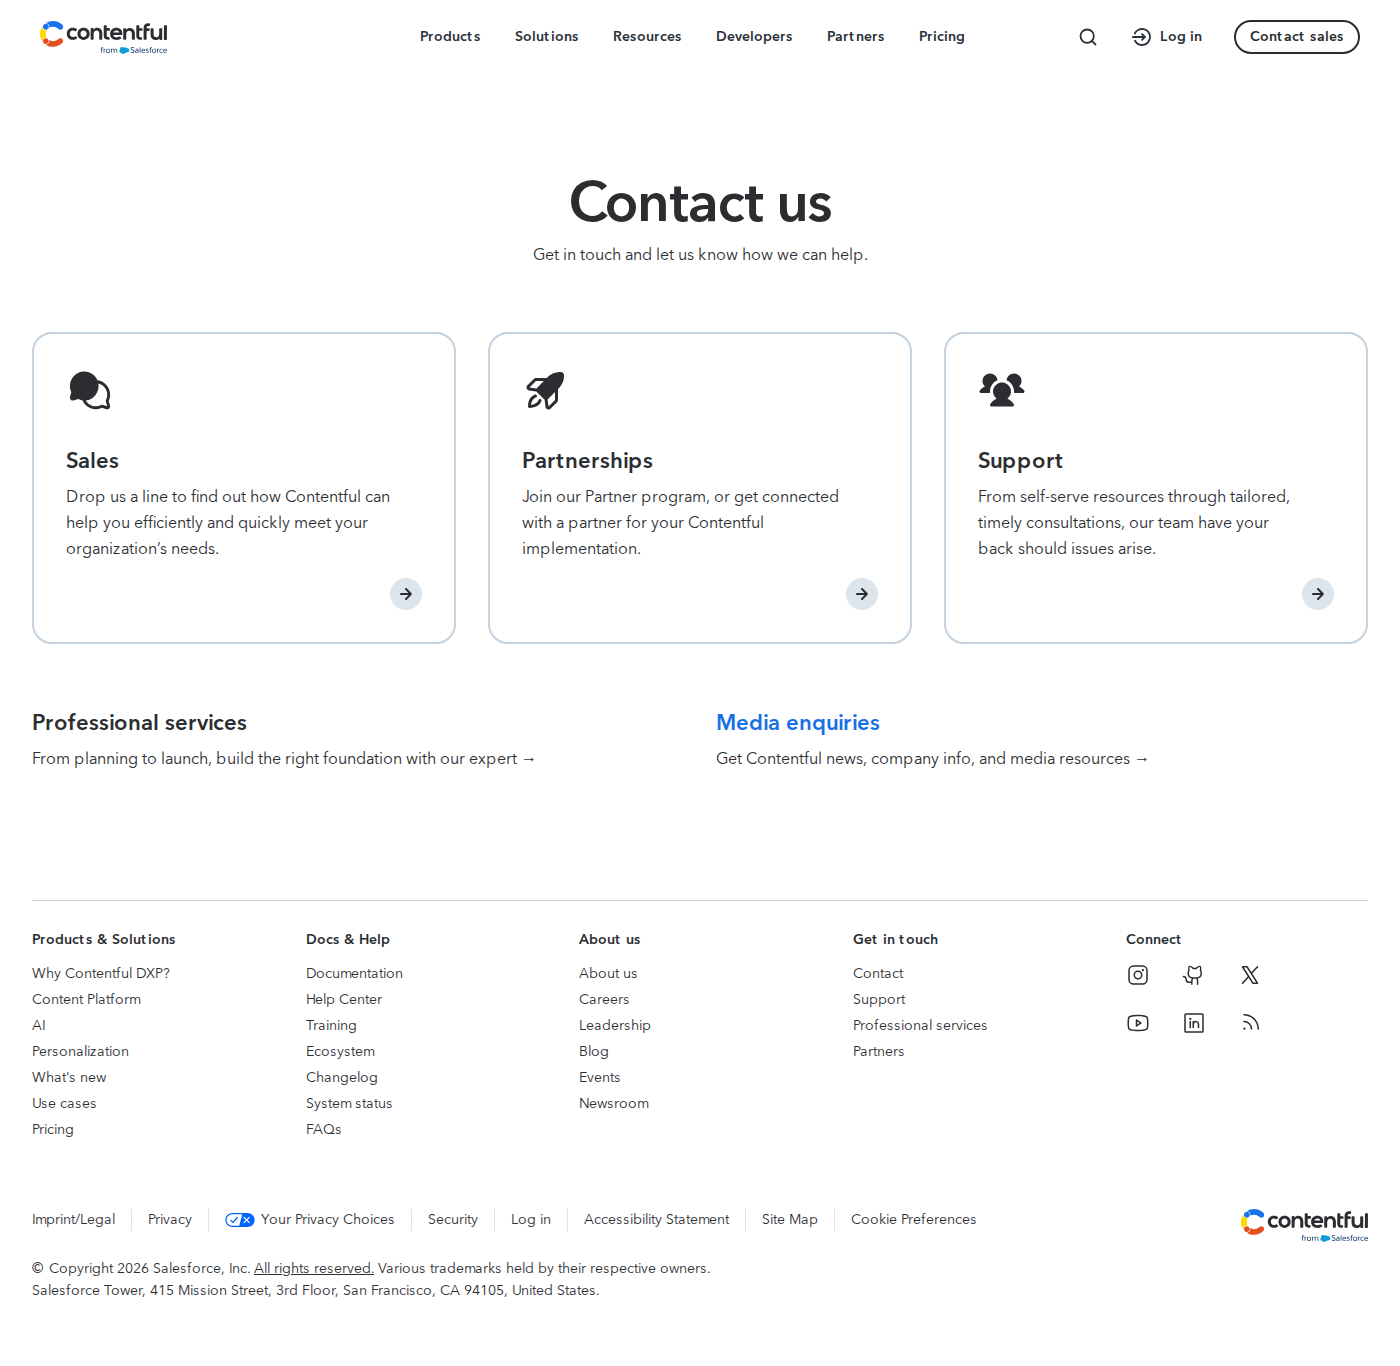 contentful
from Salesforce
Products
Solutions
Resources
Developers
Partners
Pricing
Log in
Contact sales
Contact us
Get in touch and let us know how we can help.
Sales
Drop us a line to find out how Contentful can
help you efficiently and quickly meet your
organization’s needs.
Partnerships
Join our Partner program, or get connected
with a partner for your Contentful
implementation.
Support
From self-serve resources through tailored,
timely consultations, our team have your
back should issues arise.
Professional services
From planning to launch, build the right foundation with our expert →
Media enquiries
Get Contentful news, company info, and media resources →
Products & Solutions
Why Contentful DXP?
Content Platform
AI
Personalization
What's new
Use cases
Pricing
Docs & Help
Documentation
Help Center
Training
Ecosystem
Changelog
System status
FAQs
About us
About us
Careers
Leadership
Blog
Events
Newsroom
Get in touch
Contact
Support
Professional services
Partners
Connect
Imprint/Legal
Privacy
Your Privacy Choices
Security
Log in
Accessibility Statement
Site Map
Cookie Preferences
contentful
from Salesforce
© Copyright 2026 Salesforce, Inc. All rights reserved. Various trademarks held by their respective owners.
Salesforce Tower, 415 Mission Street, 3rd Floor, San Francisco, CA 94105, United States.